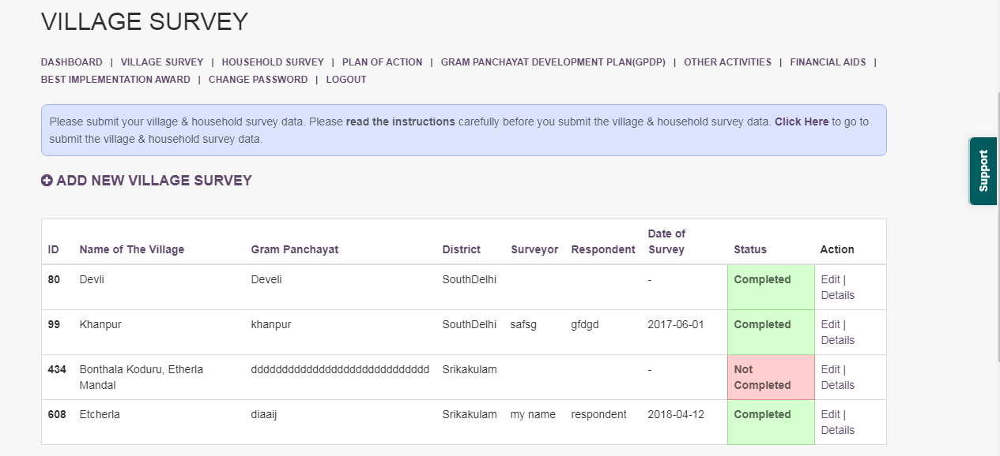 VILLAGE SURVEY
DASHBOARD | VILLAGE SURVEY | HOUSEHOLD SURVEY | PLAN OF ACTION | GRAM PANCHAYAT DEVELOPMENT PLAN(GPDP) | OTHER ACTIVITIES | FINANCIAL AIDS |
BEST IMPLEMENTATION AWARD | CHANGE PASSWORD | LOGOUT
Please submit your village & household survey data. Please read the instructions carefully before you submit the village & household survey data. Click Here to go to
submit the village & household survey data.
Support
ADD NEW VILLAGE SURVEY
ID Name of The Village Gram Panchayat District Surveyor Respondent Date of Survey Status Action
80 Devli Develi SouthDelhi - Completed Edit |
Details
99 Khanpur khanpur SouthDelhi safsg gfdgd 2017-06-01 Completed Edit |
Details
434 Bonthala Koduru, Etherla ddddddddddddddddddddddddddddd Srikakulam - Not Edit |
Mandal Completed Details
608 Etcherla diaaij Srikakulam my name respondent 2018-04-12 Completed Edit |
Details